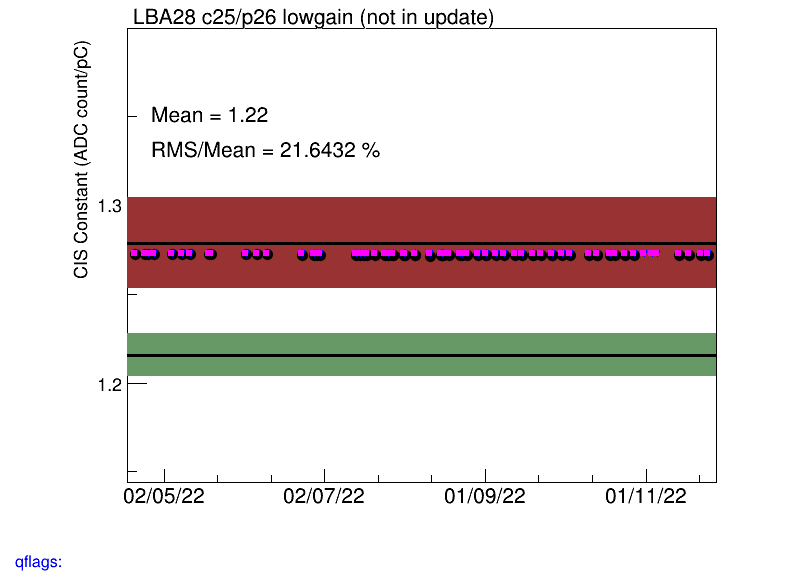 LBA28 c25/p26 lowgain (not in update)
CIS Constant (ADC count/pC)
Mean = 1.22
RMS/Mean = 21.6432 %
1.3
1.2
02/05/22 02/07/22 01/09/22 01/11/22
qflags: